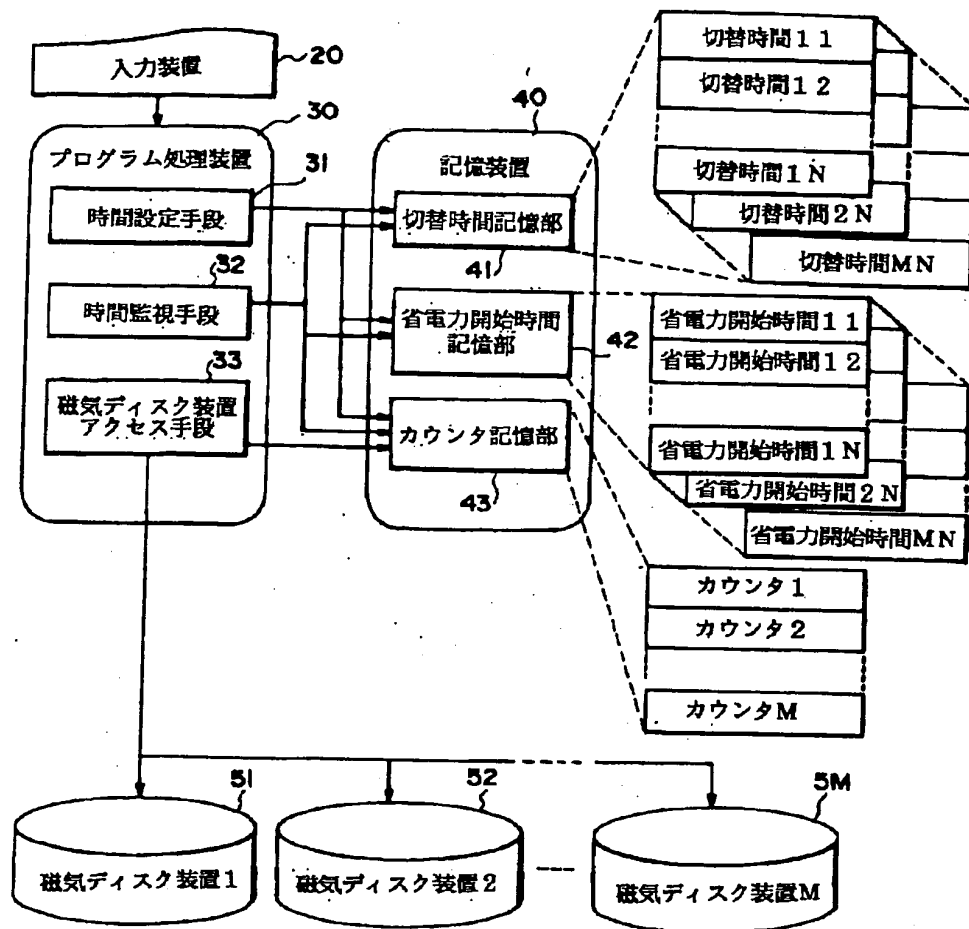 入力装置
20
30
プログラム処理装置
31
時間設定手段
32
時間監視手段
33
磁気ディスク装置
アクセス手段
40
記憶装置
切替時間記憶部
41
省電力開始時間
記憶部
42
カウンタ記憶部
43
切替時間11
切替時間12
切替時間1N
切替時間2N
切替時間MN
省電力開始時間11
省電力開始時間12
省電力開始時間1N
省電力開始時間2N
省電力開始時間MN
カウンタ1
カウンタ2
カウンタM
51
磁気ディスク装置1
52
磁気ディスク装置2
5M
磁気ディスク装置M